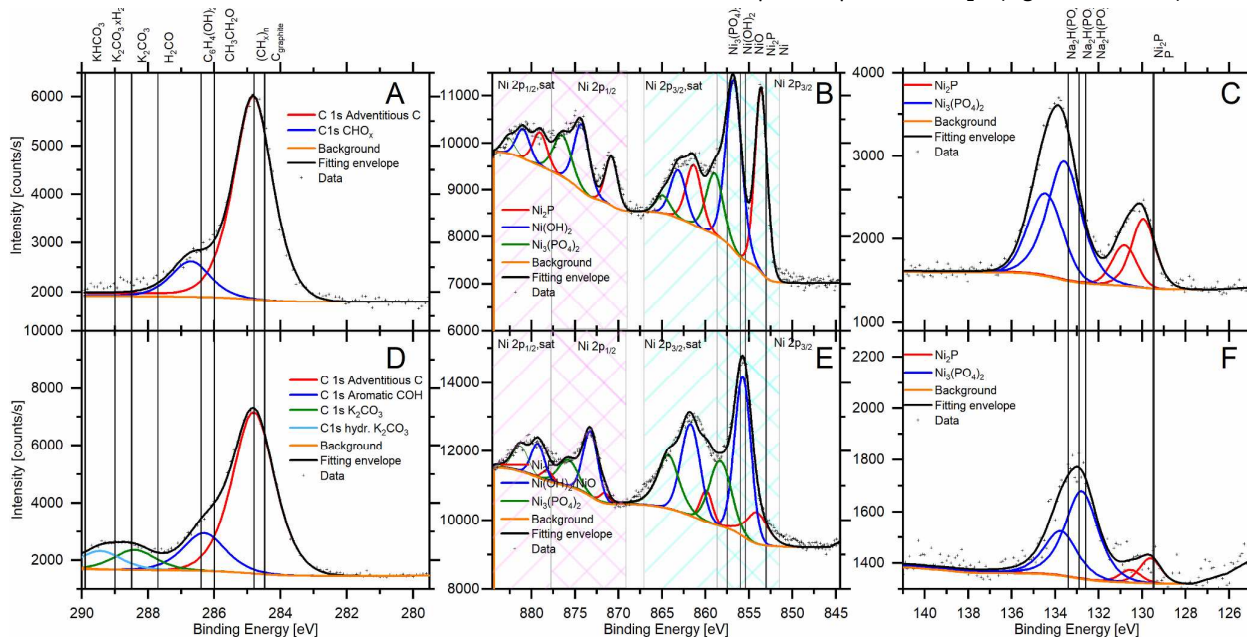 KHCO3
K2CO3
H2CO
C6H4(OH);
CH3CH2O
(CHx)n
Cgraphite
Ni3(PO4);
Ni(OH)2
NiO
Ni2P
Ni
Na2H(PO
Na2H(PO
Na2H(PO
Ni2P
A
6000
5000
4000
3000
2000
Intensity [counts/s]
C 1s Adventitious C
C1s CHOx
Background
Fitting envelope
Data
B
Ni 2p1/2,sat
Ni 2p1/2
Ni 2p3/2,sat
Ni 2p3/2
11000
10000
9000
8000
7000
6000
Ni2P
Ni(OH)2
Ni3(PO4)2
Background
Fitting envelope
Data
C
4000
3000
2000
1000
Ni2P
Ni3(PO4)2
Background
Fitting envelope
Data
D
10000
8000
6000
4000
2000
Intensity [counts/s]
C 1s Adventitious C
C 1s Aromatic COH
C 1s K2CO3
C1s hydr. K2CO3
Background
Fitting envelope
Data
290 288 286 284 282 280
Binding Energy [eV]
E
Ni 2p1/2,sat
Ni 2p1/2
Ni 2p3/2,sat
Ni 2p3/2
14000
12000
10000
8000
Ni(OH)2 NiO
Ni3(PO4)2
Background
Fitting envelope
Data
880 875 870 865 860 855 850 845
Binding Energy [eV]
F
2200
2000
1800
1600
1400
Ni2P
Ni3(PO4)2
Background
Fitting envelope
Data
140 138 136 134 132 130 128 126
Binding Energy [eV]